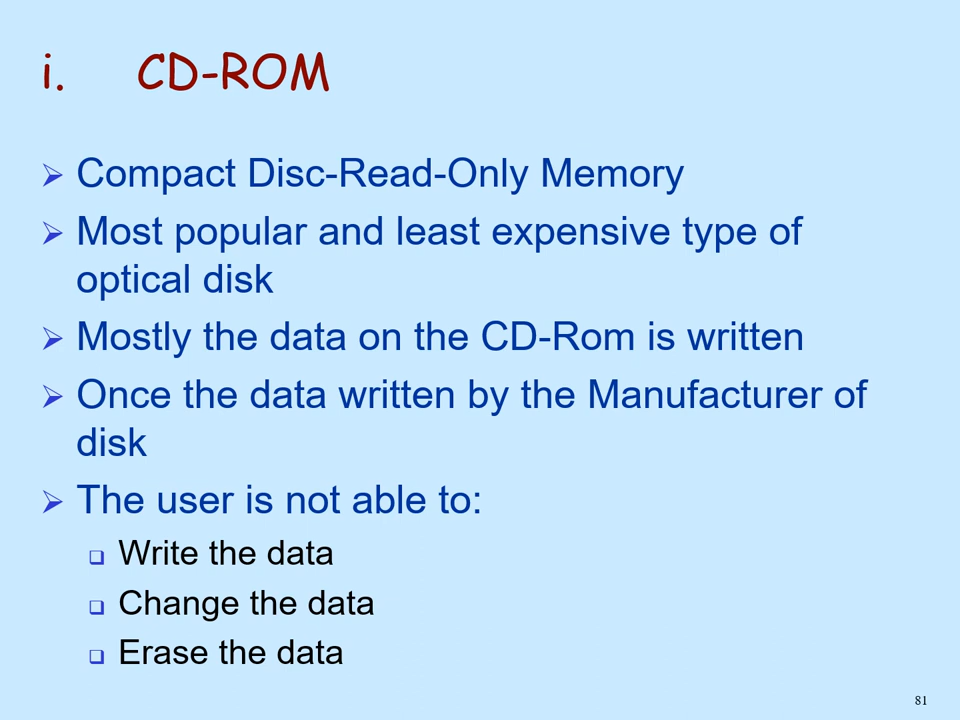 i. CD-ROM
Compact Disc-Read-Only Memory
Most popular and least expensive type of
optical disk
Mostly the data on the CD-Rom is written
Once the data written by the Manufacturer of
disk
The user is not able to:
Write the data
Change the data
Erase the data
81